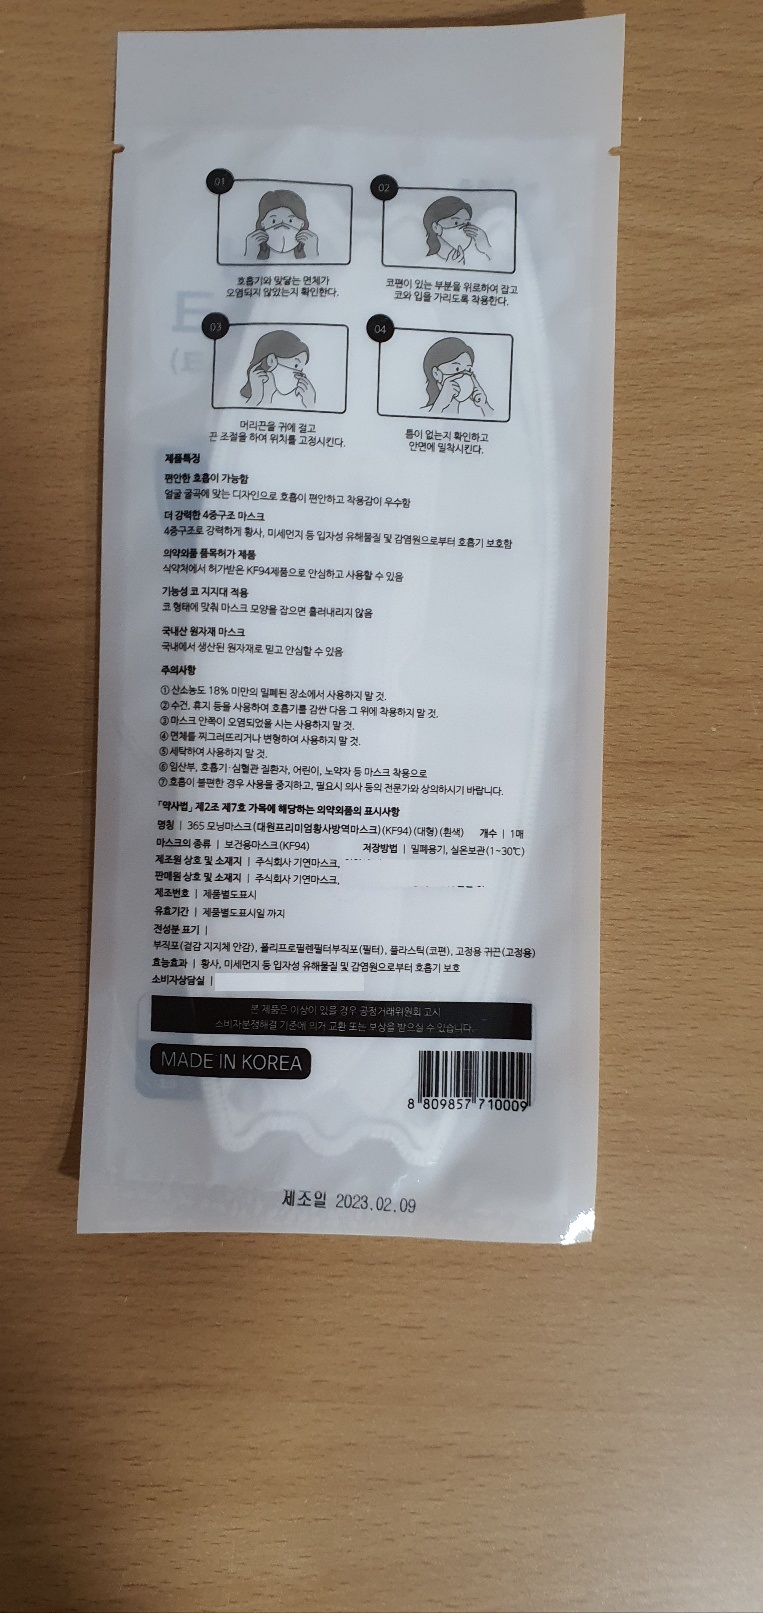 01
호흡기와 맞닿는 면체가
오염되지 않았는지 확인한다.
02
코편이 있는 부분을 위로하여 잡고
코와 입을 가리도록 착용한다.
03
머리끈을 귀에 걸고
끈 조절을 하여 위치를 고정시킨다.
04
틈이 없는지 확인하고
안면에 밀착시킨다.
제품특징
편안한 호흡이 가능함
얼굴 굴곡에 맞는 디자인으로 호흡이 편안하고 착용감이 우수함
더 강력한 4중구조 마스크
4중구조로 강력하게 황사, 미세먼지 등 입자성 유해물질 및 감염원으로부터 호흡기 보호함
의약외품 품목허가 제품
식약처에서 허가받은 KF94제품으로 안심하고 사용할 수 있음
기능성 코 지지대 적용
코 형태에 맞춰 마스크 모양을 잡으면 흘러내리지 않음
국내산 원자재 마스크
국내에서 생산된 원자재로 믿고 안심할 수 있음
주의사항
① 산소농도 18% 미만의 밀폐된 장소에서 사용하지 말 것.
② 수건, 휴지 등을 사용하여 호흡기를 감싼 다음 그 위에 착용하지 말 것.
③ 마스크 안쪽이 오염되었을 시는 사용하지 말 것.
④ 면체를 찌그러뜨리거나 변형하여 사용하지 말 것.
⑤ 세탁하여 사용하지 말 것.
⑥ 임산부, 호흡기·심혈관 질환자, 어린이, 노약자 등 마스크 착용으로
⑦ 호흡이 불편한 경우 사용을 중지하고, 필요시 의사 등의 전문가와 상의하시기 바랍니다.
「약사법」 제2조 제7호 가목에 해당하는 의약외품의 표시사항
명칭 | 365 모닝마스크(대원프리미엄황사방역마스크)(KF94)(대형)(흰색) 개수 | 1매
마스크의 종류 | 보건용마스크(KF94) 저장방법 | 밀폐용기, 실온보관(1~30℃)
제조원 상호 및 소재지 | 주식회사 기연마스크,
판매원 상호 및 소재지 | 주식회사 기연마스크,
제조번호 | 제품별도표시
유효기간 | 제품별도표시일 까지
전성분 표기 |
부직포(겉감 지지체 안감), 폴리프로필렌필터부직포(필터), 플라스틱(코편), 고정용 귀끈(고정용)
효능효과 | 황사, 미세먼지 등 입자성 유해물질 및 감염원으로부터 호흡기 보호
소비자상담실 |
본 제품은 이상이 있을 경우 공정거래위원회 고시
소비자분쟁해결 기준에 의거 교환 또는 보상을 받으실 수 있습니다.
MADE IN KOREA
8 809857 710009
제조일 2023.02.09